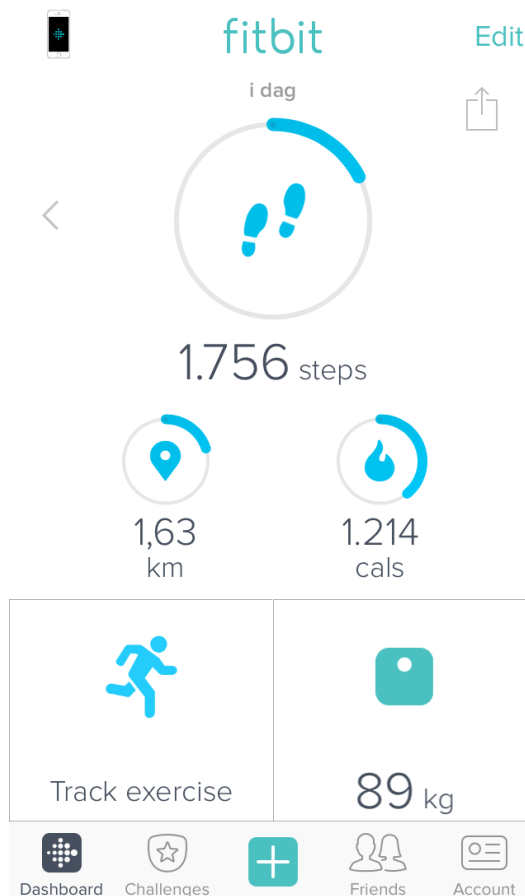 fitbit
Edit
i dag
1.756 steps
1,63
km
1.214
cals
Track exercise
89 kg
Dashboard
Challenges
Friends
Account